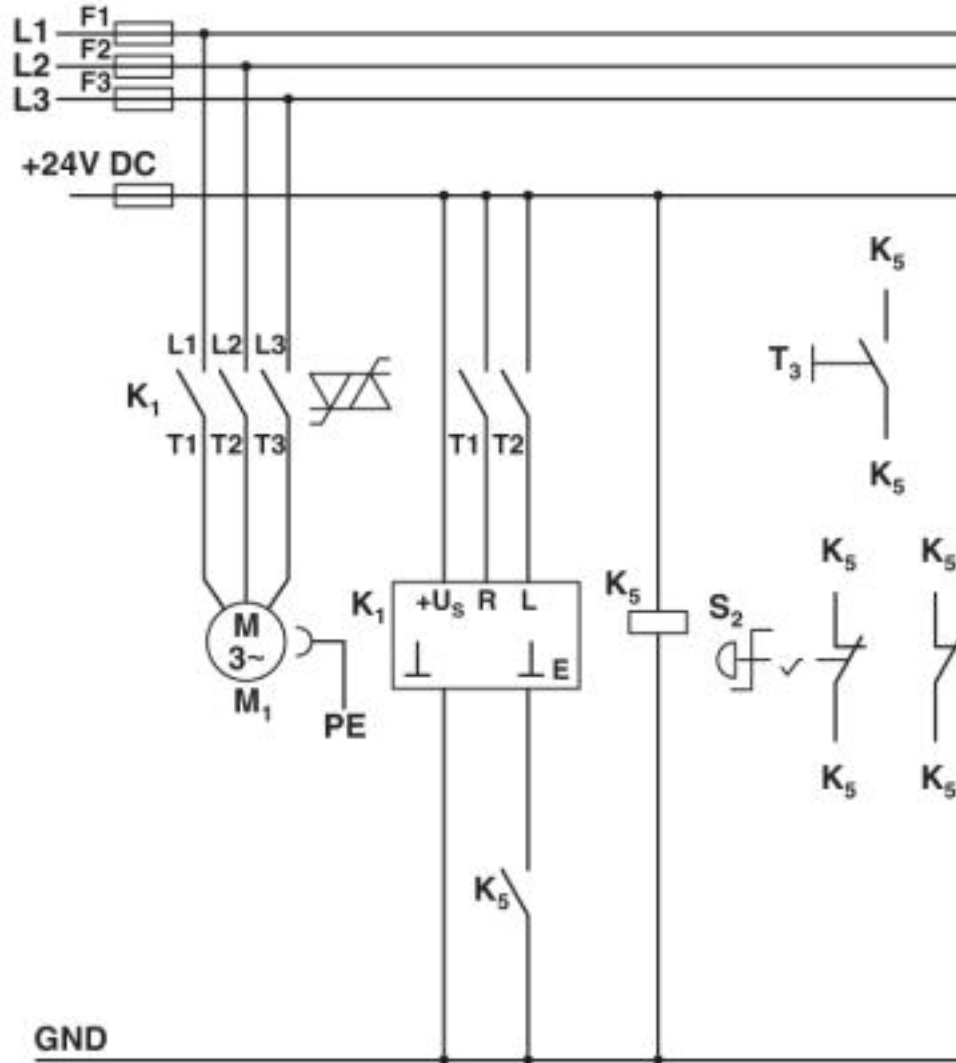 F1
L1
F2
L2
F3
L3
+24V DC
K5
L1 L2 L3
T3
K1
T1 T2 T3
T1 T2
K5
K5 K5
K1 +US R L
K5
S2
M
3~
E
M1
PE
K5 K5
K5
GND